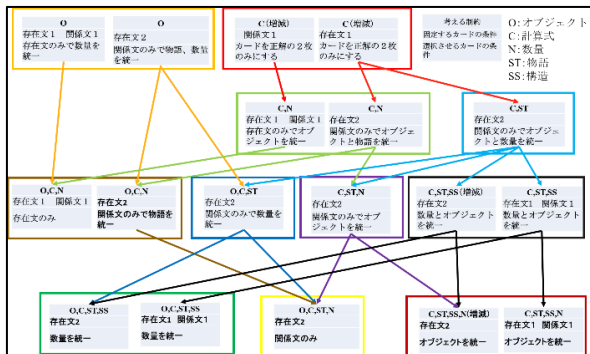 O
存在文1 関係文1
存在文のみで数量を
統一
O
存在文2
関係文のみで物語、数量
を統一
C(増減)
関係文1
カードを正解の2枚
のみにする
C(増減)
存在文1
カードを正解の2枚
のみにする
考える制約
固定するカードの条件
選択させるカードの条
件
O:オブジェクト
C:計算式
N:数量
ST:物語
SS:構造
C,N
存在文1 関係文1
存在文のみでオブジ
ェクトを統一
C,N
存在文2
関係文のみでオブジェ
クトと物語を統一
C,ST
存在文2
関係文のみでオブジェ
クトと数量を統一
O,C,N
存在文1 関係文1
存在文のみ
O,C,N
存在文2
関係文のみで物語を
統一
O,C,ST
存在文2
関係文のみで数量を
統一
C,ST,N
存在文2
関係文のみでオブジ
ェクトを統一
C,ST,SS(増減)
存在文2
数量とオブジェクト
を統一
C,ST,SS
存在文1 関係文1
数量とオブジェクト
を統一
O,C,ST,SS
存在文2
数量を統一
O,C,ST,SS
存在文1 関係文1
数量を統一
O,C,ST,N
存在文2
関係文のみ
C,ST,SS,N(増減)
存在文2
オブジェクトを統一
C,ST,SS,N
存在文1 関係文1
オブジェクトを統一